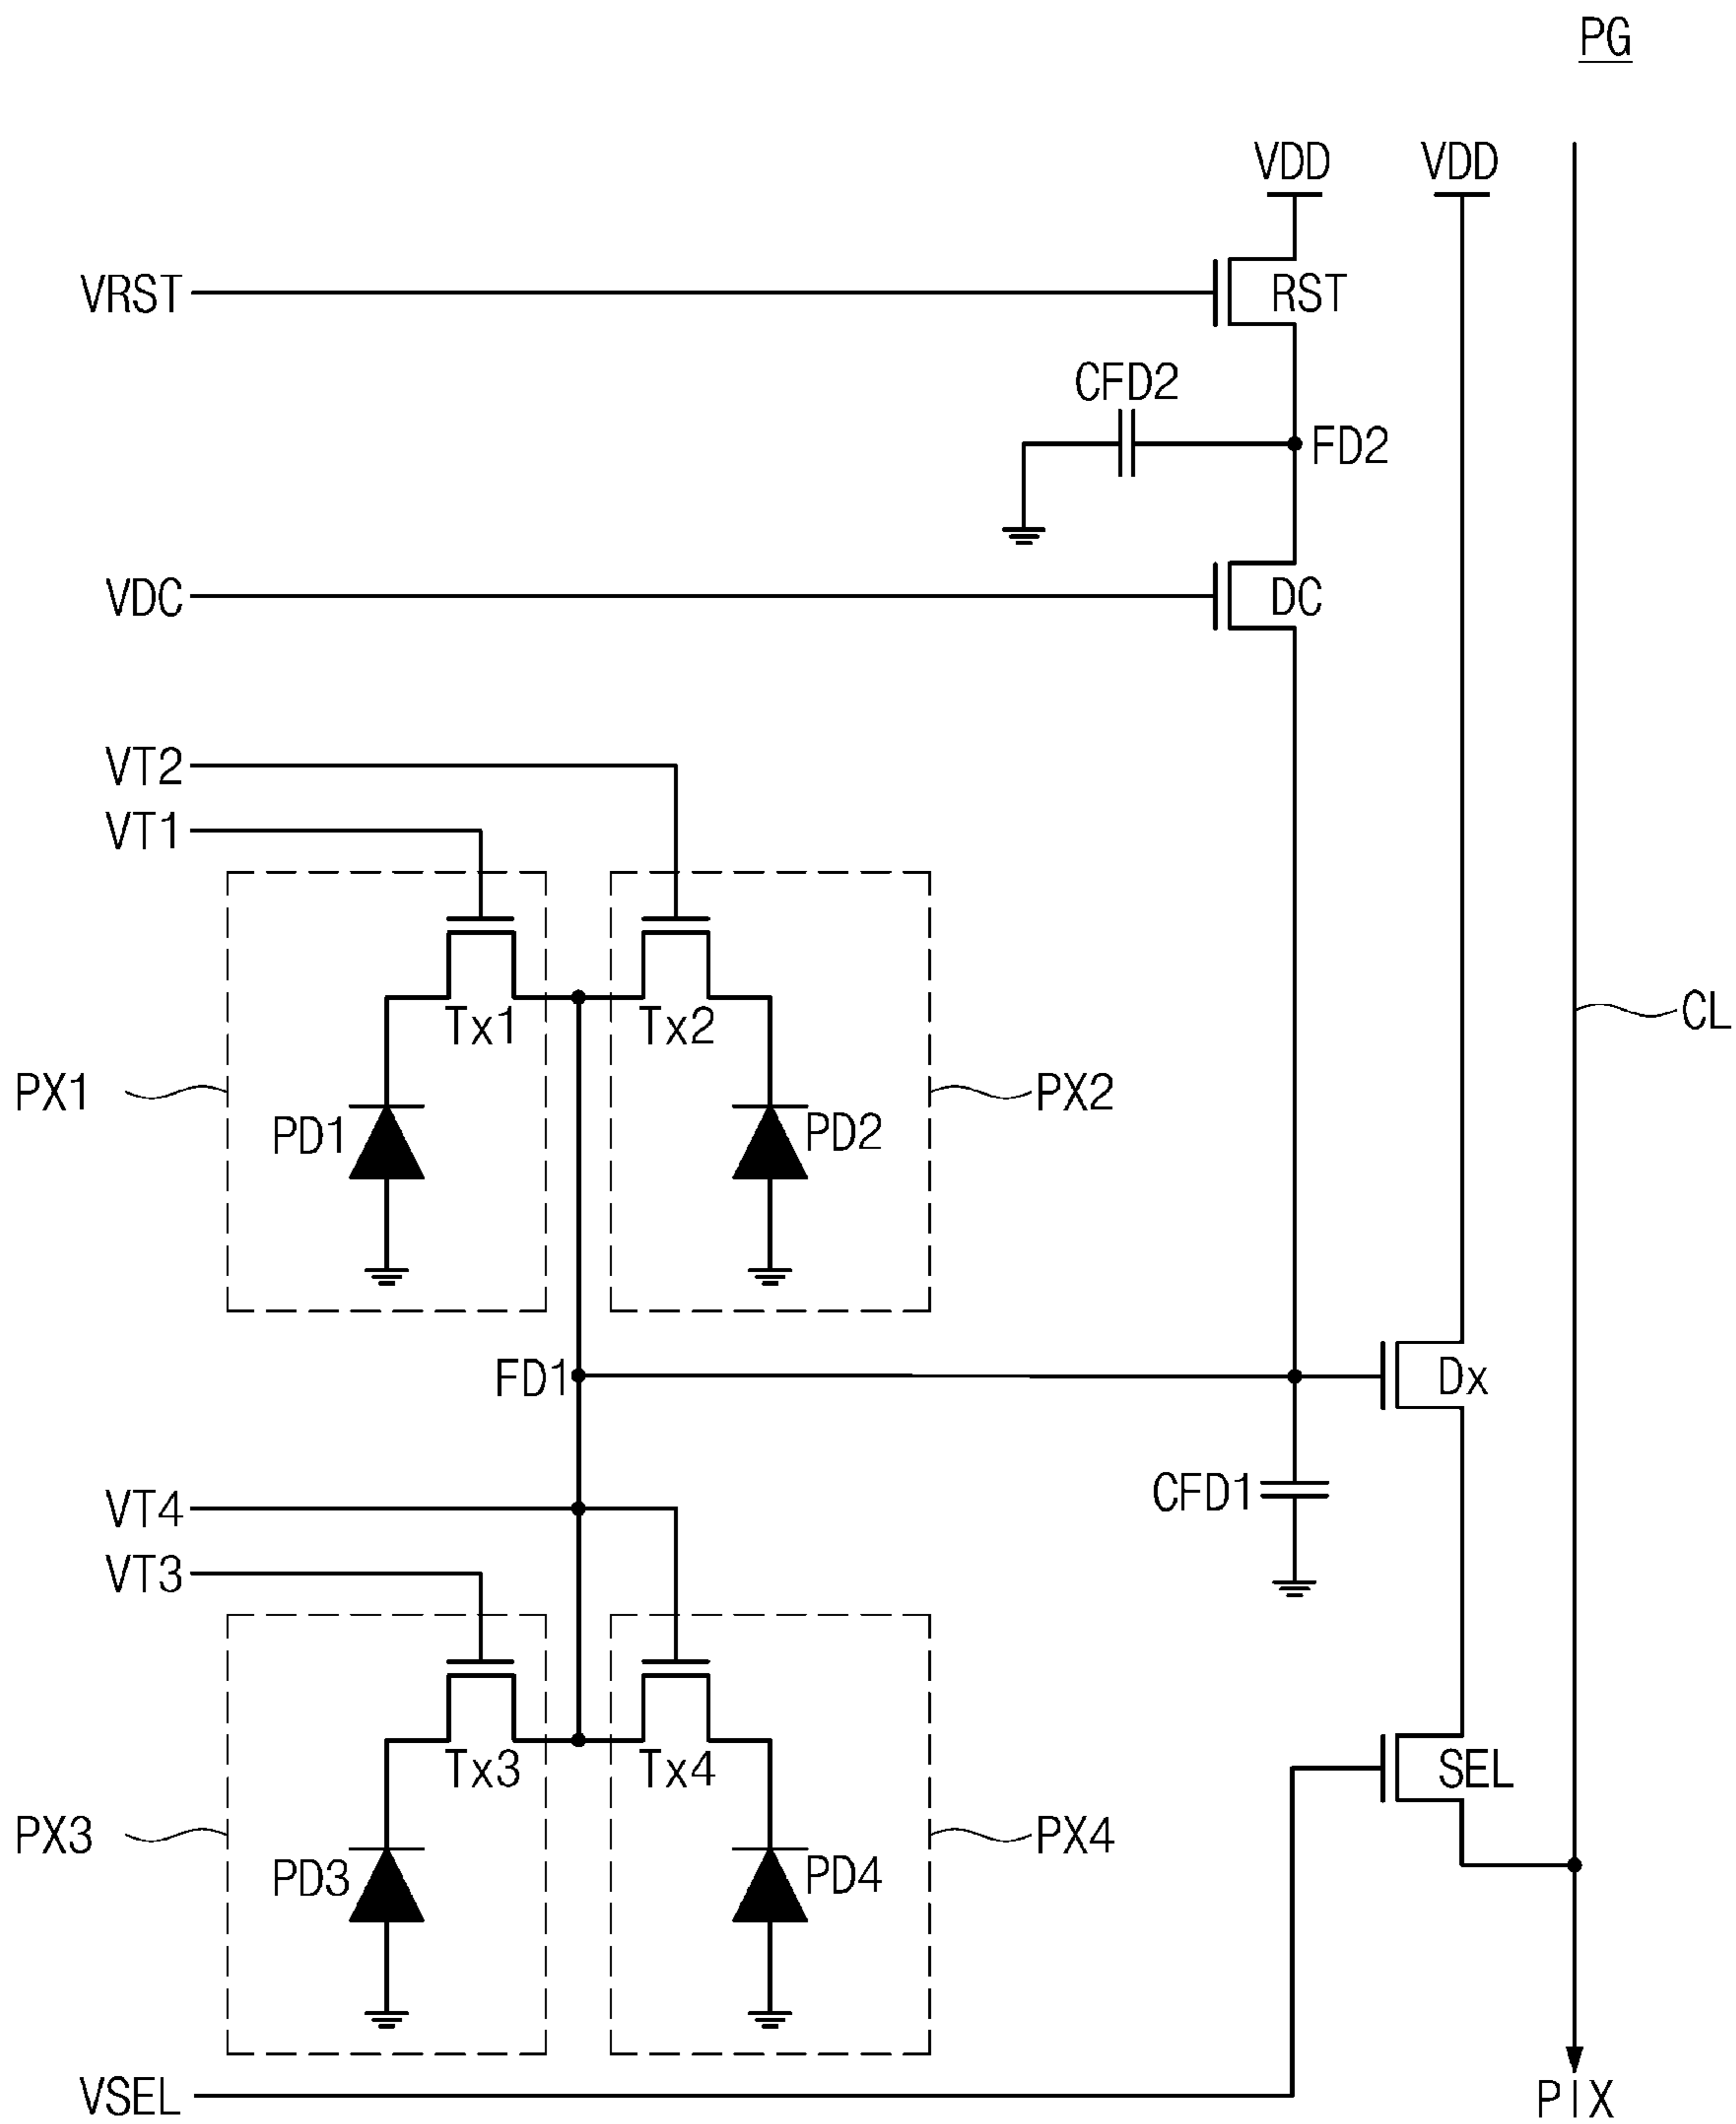 PG
VDD VDD
VRST RST
CFD2
FD2
VDC DC
VT2
VT1
Tx1 Tx2
CL
PX1 PX2
PD1 PD2
FD1 Dx
CFD1
VT4
VT3
Tx3 Tx4 SEL
PX3 PX4
PD3 PD4
VSEL PIX